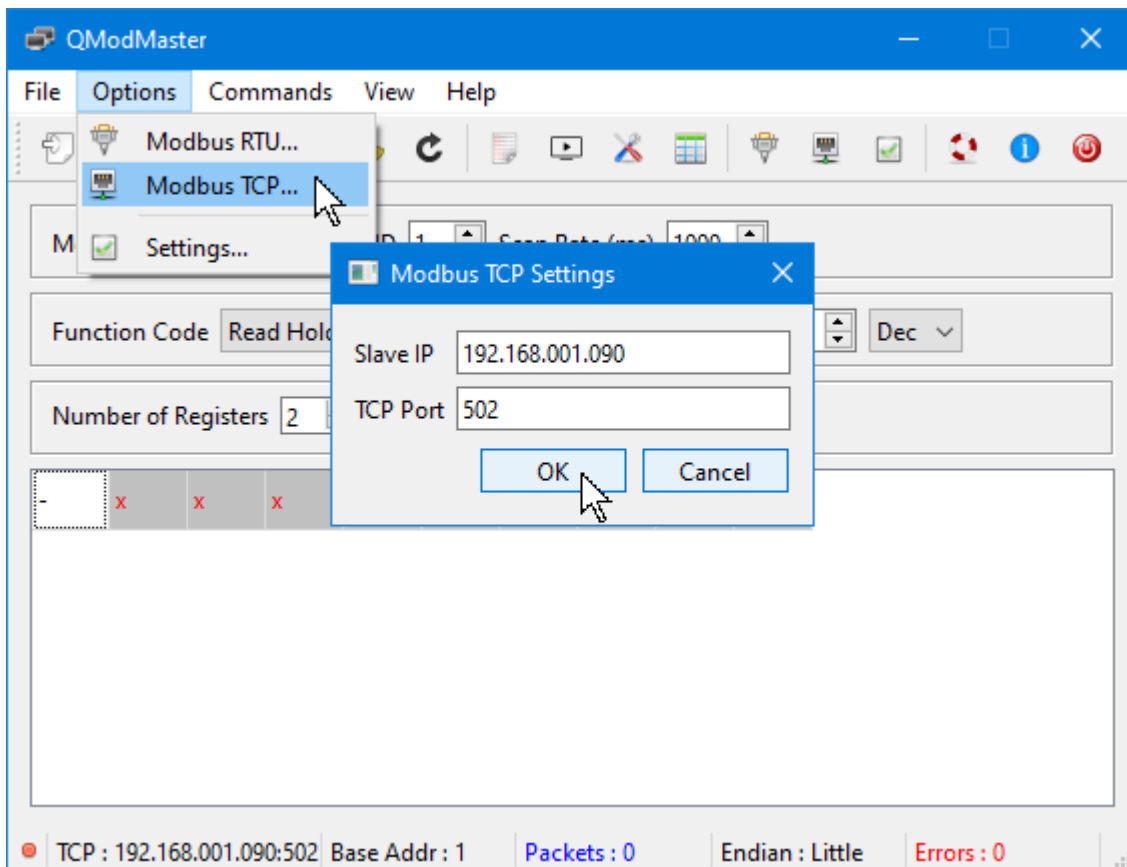 QModMaster
File Options Commands View Help
Modbus RTU...
Modbus TCP...
Settings...
1 Scan Rate (ms) 1000
Modbus TCP Settings
Function Code Read Dec
Slave IP 192.168.001.090
TCP Port 502
Number of Registers 2
OK Cancel
- x x x
TCP : 192.168.001.090:502 Base Addr : 1 Packets : 0 Endian : Little Errors : 0